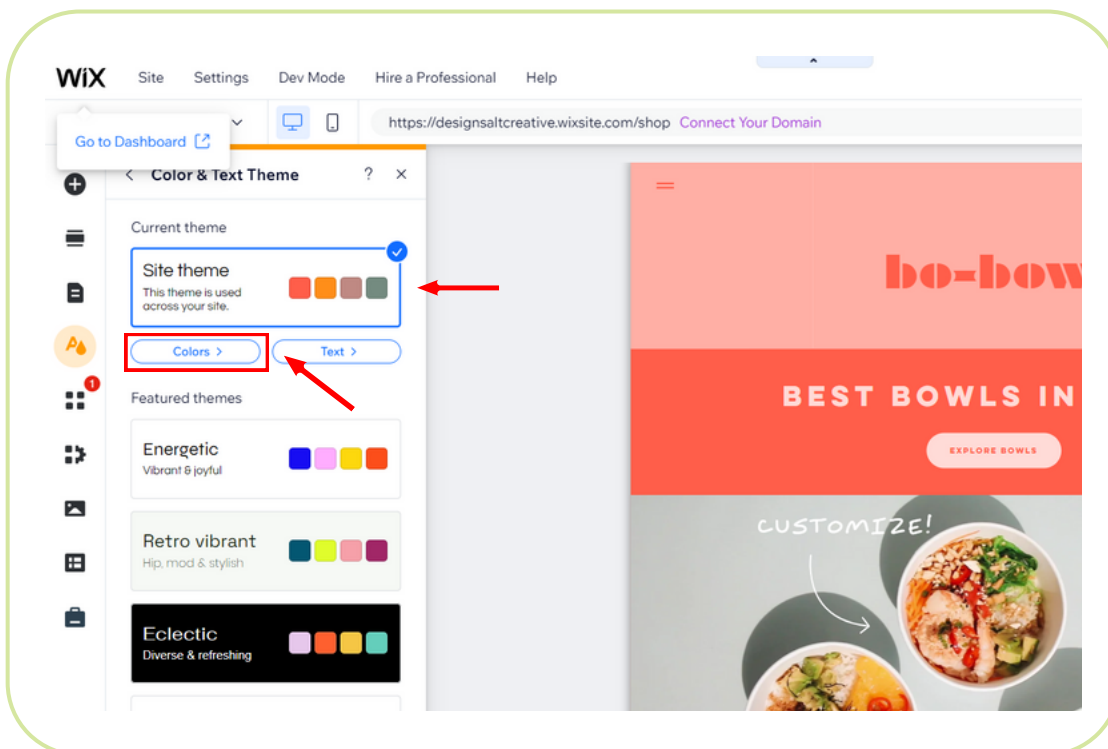 WiX Site Settings Dev Mode Hire a Professional Help
Go to Dashboard
https://designsaltcreative.wixsite.com/shop Connect Your Domain
Color & Text Theme ? ×
Current theme
Site theme
This theme is used
across your site.
Colors >
Text >
1
Featured themes
Energetic
Vibrant & joyful
Retro vibrant
Hip, mod & stylish
Eclectic
Diverse & refreshing
bo-bow
BEST BOWLS IN
EXPLORE BOWLS
CUSTOMIZE!